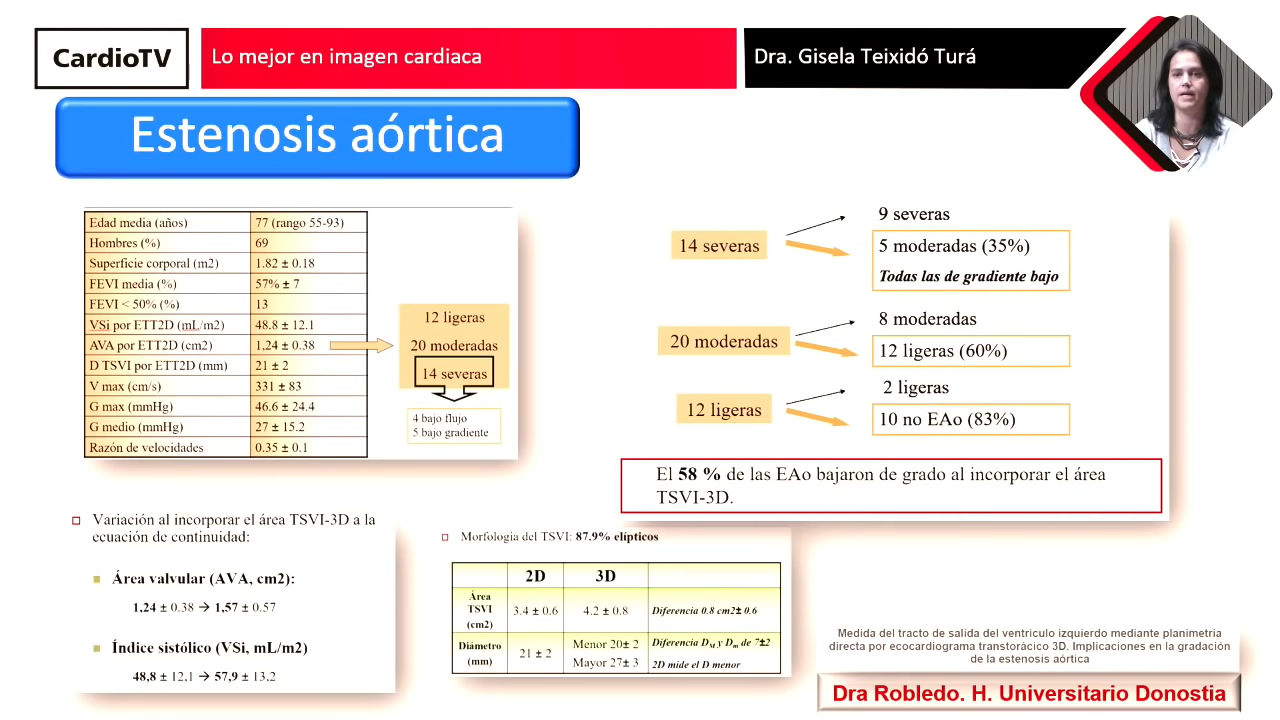 CardioTV
Lo mejor en imagen cardiaca
Dra. Gisela Teixidó Turá
Estenosis aórtica
Edad media (años) 77 (rango 55-93)
Hombres (%) 69
Superficie corporal (m2) 1.82 ± 0.18
FEVI media (%) 57% ± 7
FEVI < 50% (%) 13
VSi por ETT2D (mL/m2) 48.8 ± 12.1
AVA por ETT2D (cm2) 1,24 ± 0.38
D TSVI por ETT2D (mm) 21 ± 2
V max (cm/s) 331 ± 83
G max (mmHg) 46.6 ± 24.4
G medio (mmHg) 27 ± 15.2
Razón de velocidades 0.35 ± 0.1
12 ligeras
20 moderadas
14 severas
4 bajo flujo
5 bajo gradiente
14 severas
9 severas
5 moderadas (35%)
Todas las de gradiente bajo
20 moderadas
8 moderadas
12 ligeras (60%)
12 ligeras
2 ligeras
10 no EAo (83%)
El 58 % de las EAo bajaron de grado al incorporar el área
TSVI-3D.
Variación al incorporar el área TSVI-3D a la
ecuación de continuidad:
Área valvular (AVA, cm2):
1,24 ± 0.38 → 1,57 ± 0.57
Índice sistólico (VSi, mL/m2)
48,8 ± 12,1 → 57,9 ± 13,2
Morfologia del TSVI: 87.9% elípticos
2D 3D
Área
TSVI
(cm2)
3.4 ± 0.6 4.2 ± 0.8 Diferencia 0.8 cm2± 0.6
Diámetro
(mm)
21 ± 2
Menor 20± 2
Mayor 27± 3
Diferencia DM y Dm de 7±2
2D mide el D menor
Medida del tracto de salida del ventriculo izquierdo mediante planimetria
directa por ecocardiograma transtorácico 3D. Implicaciones en la gradación
de la estenosis aórtica
Dra Robledo. H. Universitario Donostia